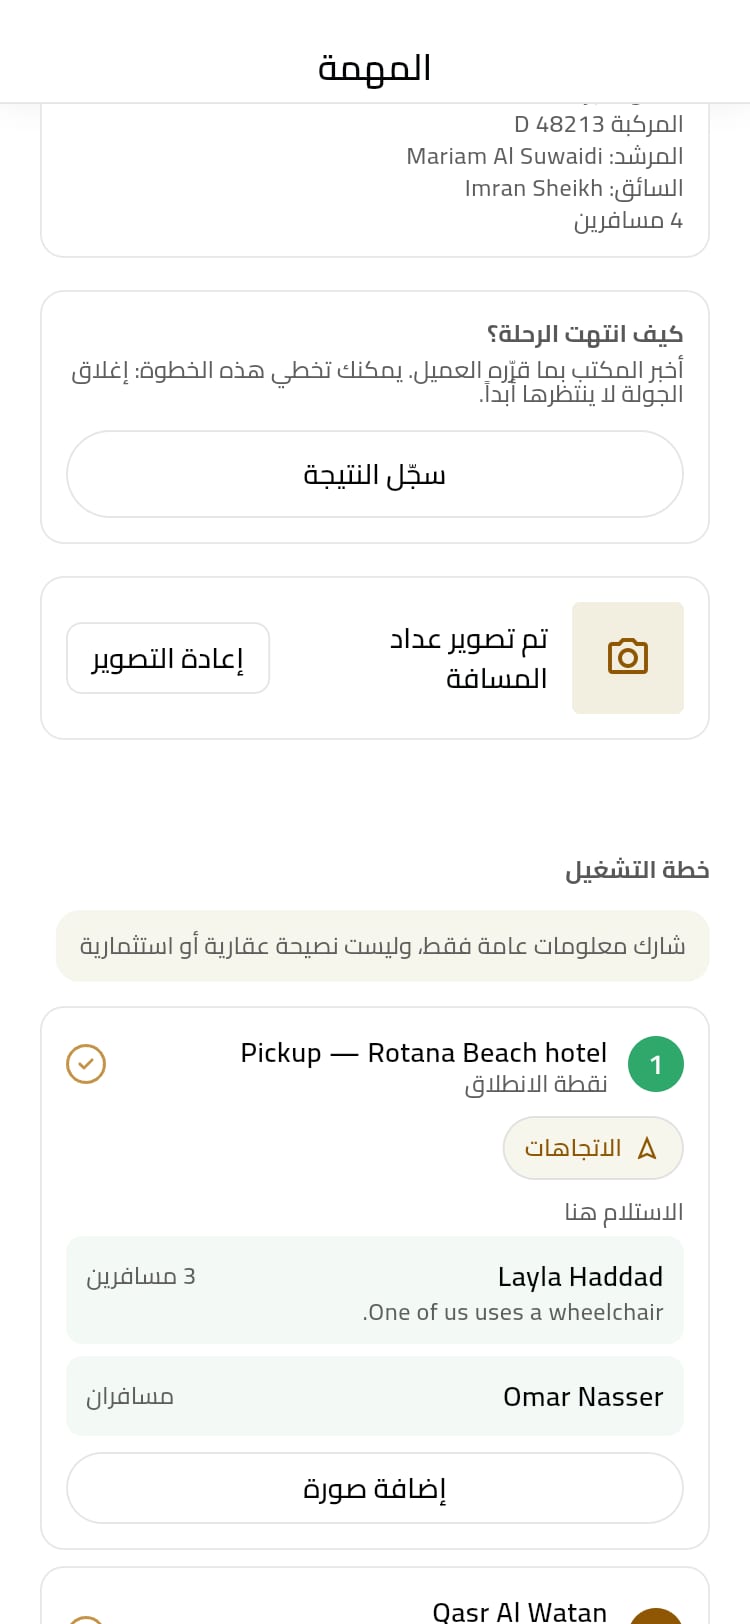 المهمة
المركبة D 48213
المرشد: Mariam Al Suwaidi
السائق: Imran Sheikh
4 مسافرين
كيف انتهت الرحلة؟
أخبر المكتب بما قرّره العميل. يمكنك تخطي هذه الخطوة: إغلاق
الجولة لا ينتظرها أبداً.
سجّل النتيجة
تم تصوير عداد
المسافة
إعادة التصوير
خطة التشغيل
شارك معلومات عامة فقط، وليست نصيحة عقارية أو استثمارية
1
Pickup — Rotana Beach hotel
نقطة الانطلاق
الاتجاهات
الاستلام هنا
Layla Haddad
3 مسافرين
One of us uses a wheelchair.
Omar Nasser
مسافران
إضافة صورة
Qasr Al Watan